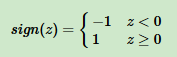 sign(z) = { −1 z < 0
1 z ≥ 0